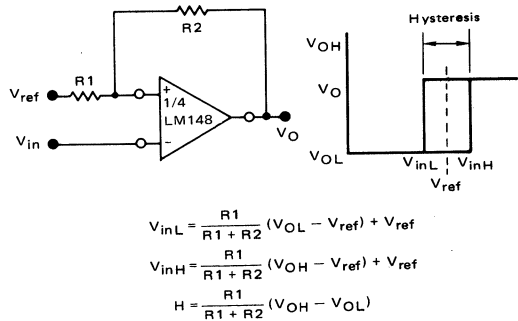 R2
R1
Vref
+
1/4
LM148
−
Vin
VO
Hysteresis
VOH
VO
VOL
VinL
VinH
Vref
VinL = R1 / (R1 + R2) (VOL − Vref) + Vref
VinH = R1 / (R1 + R2) (VOH − Vref) + Vref
H = R1 / (R1 + R2) (VOH − VOL)